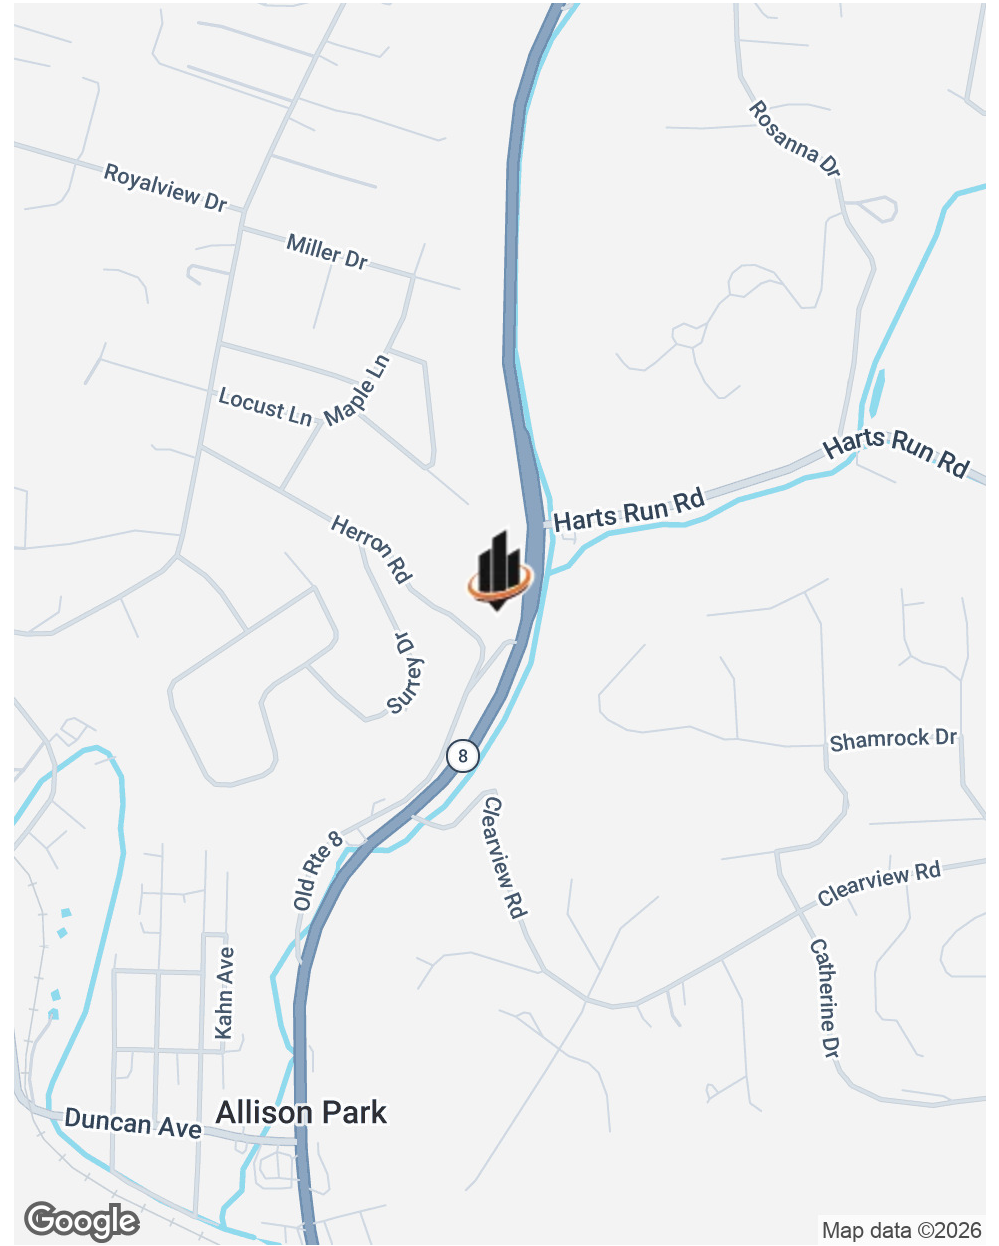 Rosanna Dr
Royalview Dr
Miller Dr
Maple Ln
Locust Ln
Harts Run Rd
Harts Run Rd
Herron Rd
Surrey Dr
Shamrock Dr
8
Clearview Rd
Old Rte 8
Clearview Rd
Catherine Dr
Kahn Ave
Allison Park
Duncan Ave
Google
Map data ©2026